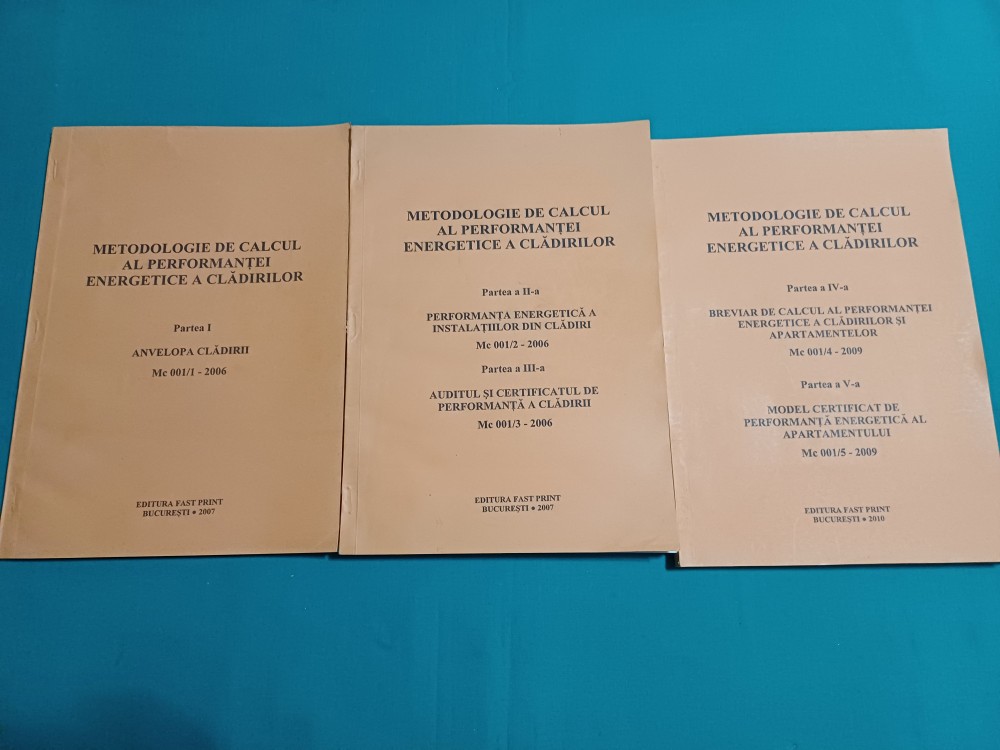 METODOLOGIE DE CALCUL
AL PERFORMANȚEI
ENERGETICE A CLĂDIRILOR
Partea I
ANVELOPA CLĂDIRII
Mc 001/1 - 2006
EDITURA FAST PRINT
BUCUREȘTI • 2007
METODOLOGIE DE CALCUL
AL PERFORMANȚEI
ENERGETICE A CLĂDIRILOR
Partea a II-a
PERFORMANȚA ENERGETICĂ A
INSTALAȚIILOR DIN CLĂDIRI
Mc 001/2 - 2006
Partea a III-a
AUDITUL ȘI CERTIFICATUL DE
PERFORMANȚĂ A CLĂDIRII
Mc 001/3 - 2006
EDITURA FAST PRINT
BUCUREȘTI • 2007
METODOLOGIE DE CALCUL
AL PERFORMANȚEI
ENERGETICE A CLĂDIRILOR
Partea a IV-a
BREVIAR DE CALCUL AL PERFORMANȚEI
ENERGETICE A CLĂDIRILOR ȘI
APARTAMENTELOR
Mc 001/4 - 2009
Partea a V-a
MODEL CERTIFICAT DE
PERFORMANȚĂ ENERGETICĂ AL
APARTAMENTULUI
Mc 001/5 - 2009
EDITURA FAST PRINT
BUCUREȘTI • 2010